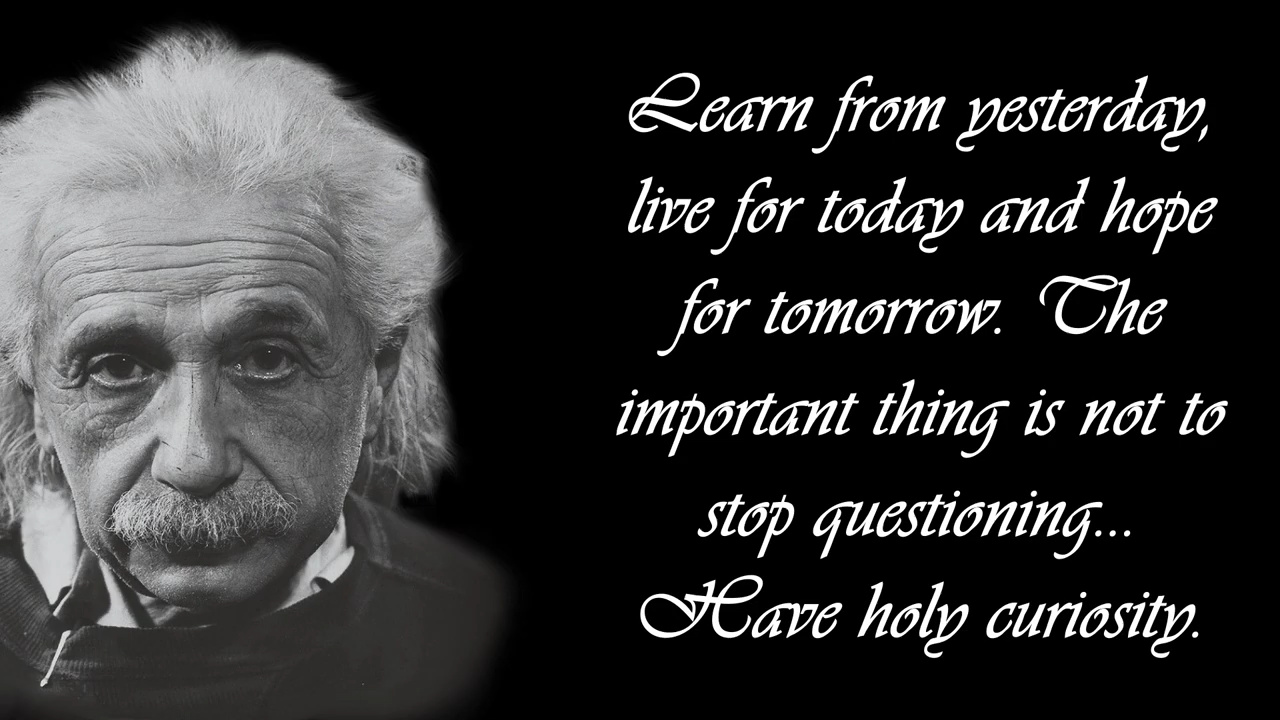 Learn from yesterday,
live for today and hope
for tomorrow. The
important thing is not to
stop questioning...
Have holy curiosity.